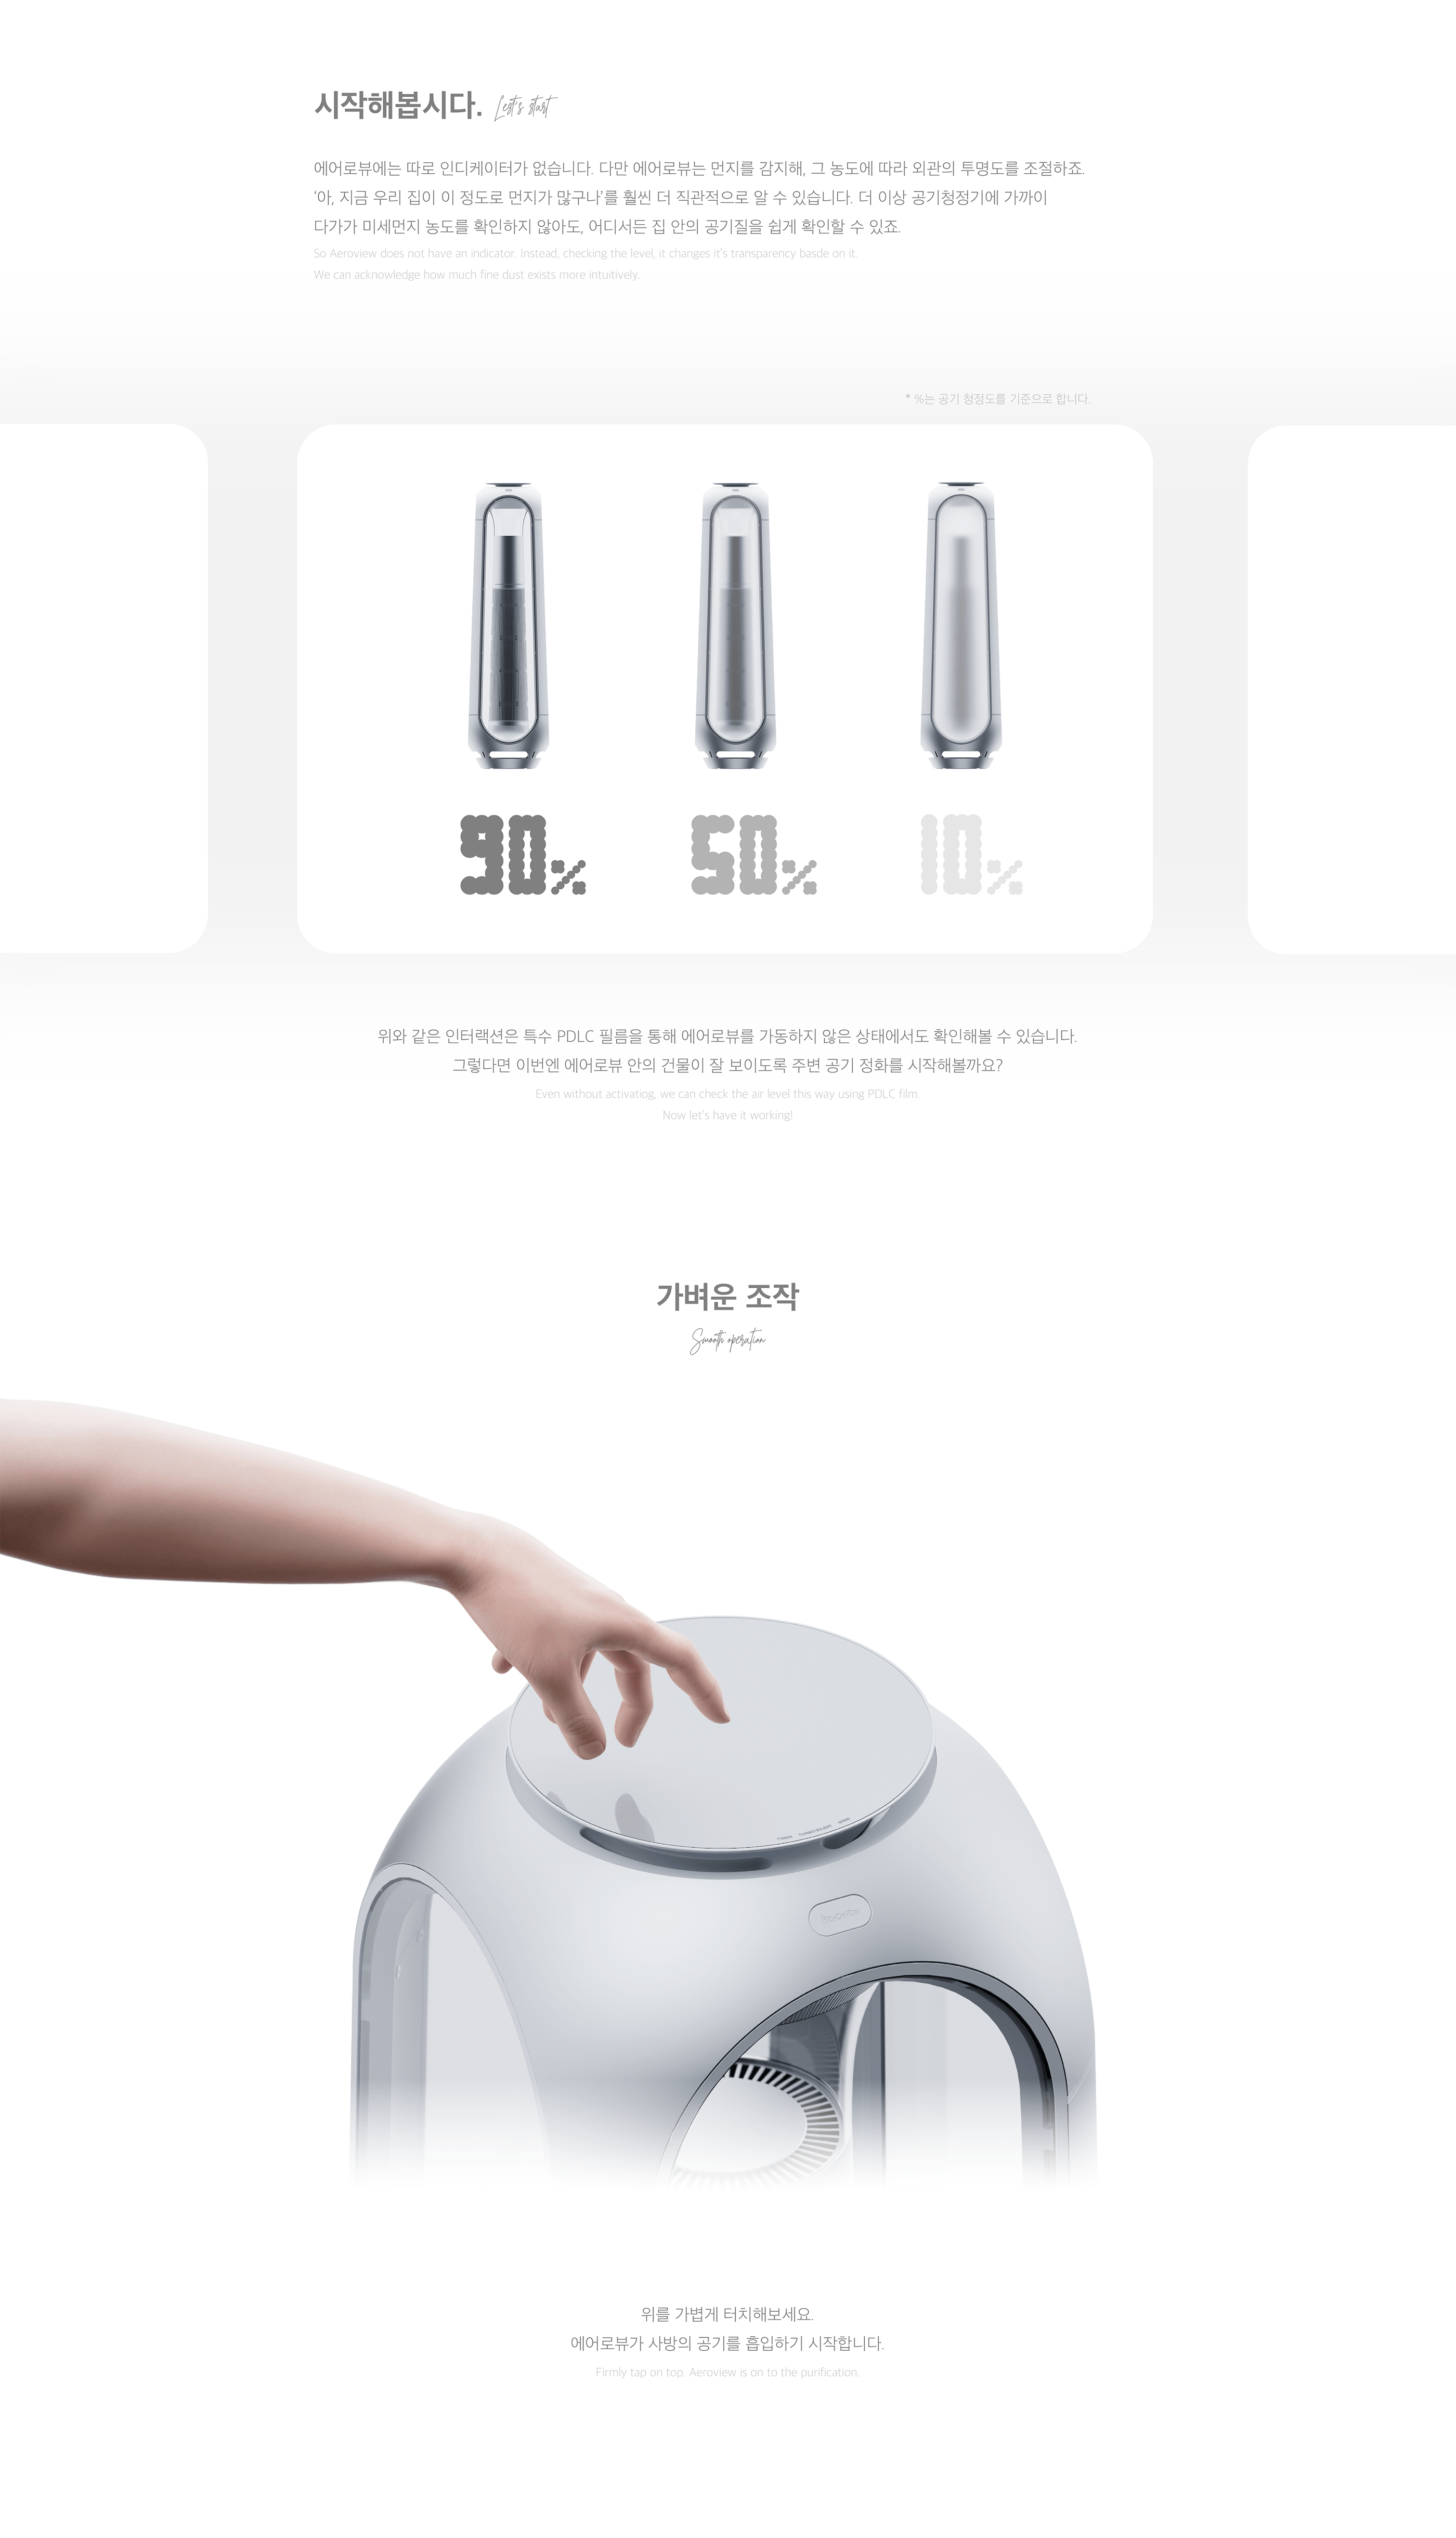 시작해봅시다. Lest's start
에어로뷰에는 따로 인디케이터가 없습니다. 다만 에어로뷰는 먼지를 감지해, 그 농도에 따라 외관의 투명도를 조절하죠.
'아, 지금 우리 집이 이 정도로 먼지가 많구나'를 훨씬 더 직관적으로 알 수 있습니다. 더 이상 공기청정기에 가까이
다가가 미세먼지 농도를 확인하지 않아도, 어디서든 집 안의 공기질을 쉽게 확인할 수 있죠.
So Aeroview does not have an indicator. Instead, checking the level, it changes it's transparency basde on it.
We can acknowledge how much fine dust exists more intuitively.
* %는 공기 청정도를 기준으로 합니다.
90% 50% 10%
위와 같은 인터랙션은 특수 PDLC 필름을 통해 에어로뷰를 가동하지 않은 상태에서도 확인해볼 수 있습니다.
그렇다면 이번엔 에어로뷰 안의 건물이 잘 보이도록 주변 공기 정화를 시작해볼까요?
Even without activatiog, we can check the air level this way using PDLC film.
Now let's have it working!
가벼운 조작
Smooth operation
위를 가볍게 터치해보세요.
에어로뷰가 사방의 공기를 흡입하기 시작합니다.
Firmly tap on top. Aeroview is on to the purification.